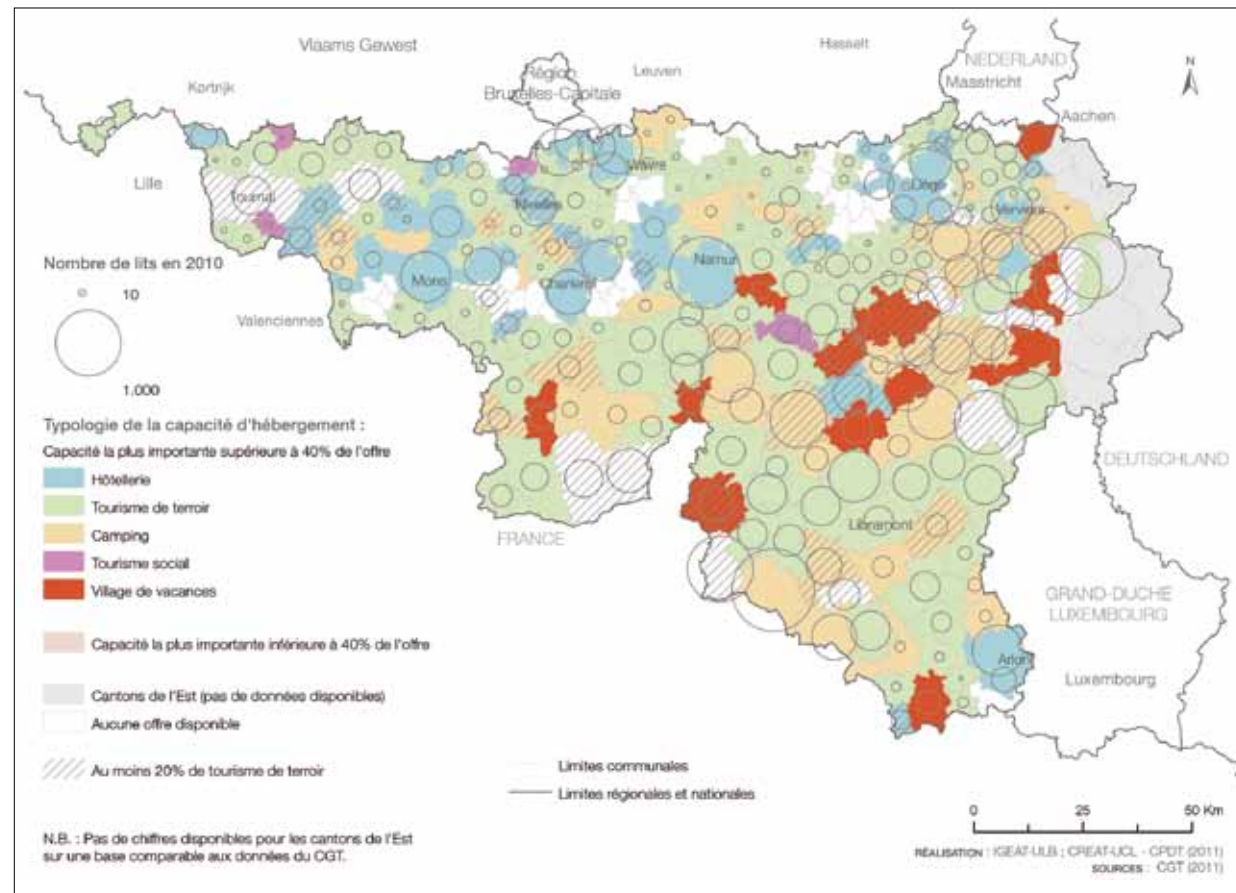 Vlaams Gewest
Hasselt
NEDERLAND
Maastricht
Leuven
Région
Bruxelles-Capitale
Kortrijk
Aachen
N
Lille
Wavre
Tournai
Liège
Nivelles
Verviers
Nombre de lits en 2010
10
Namur
Mons
Charleroi
Valenciennes
1.000
Typologie de la capacité d'hébergement :
Capacité la plus importante supérieure à 40% de l'offre
Hôtellerie
Tourisme de terroir
Camping
Tourisme social
Village de vacances
DEUTSCHLAND
Libramont
FRANCE
GRAND-DUCHE
LUXEMBOURG
Capacité la plus importante inférieure à 40% de l'offre
Arlon
Luxembourg
Cantons de l'Est (pas de données disponibles)
Aucune offre disponible
Au moins 20% de tourisme de terroir
Limites communales
Limites régionales et nationales
0 25 50 Km
N.B. : Pas de chiffres disponibles pour les cantons de l'Est
sur une base comparable aux données du CGT.
RÉALISATION : IGEAT-ULB ; CREAT-UCL - CPDT (2011)
SOURCES : CGT (2011)